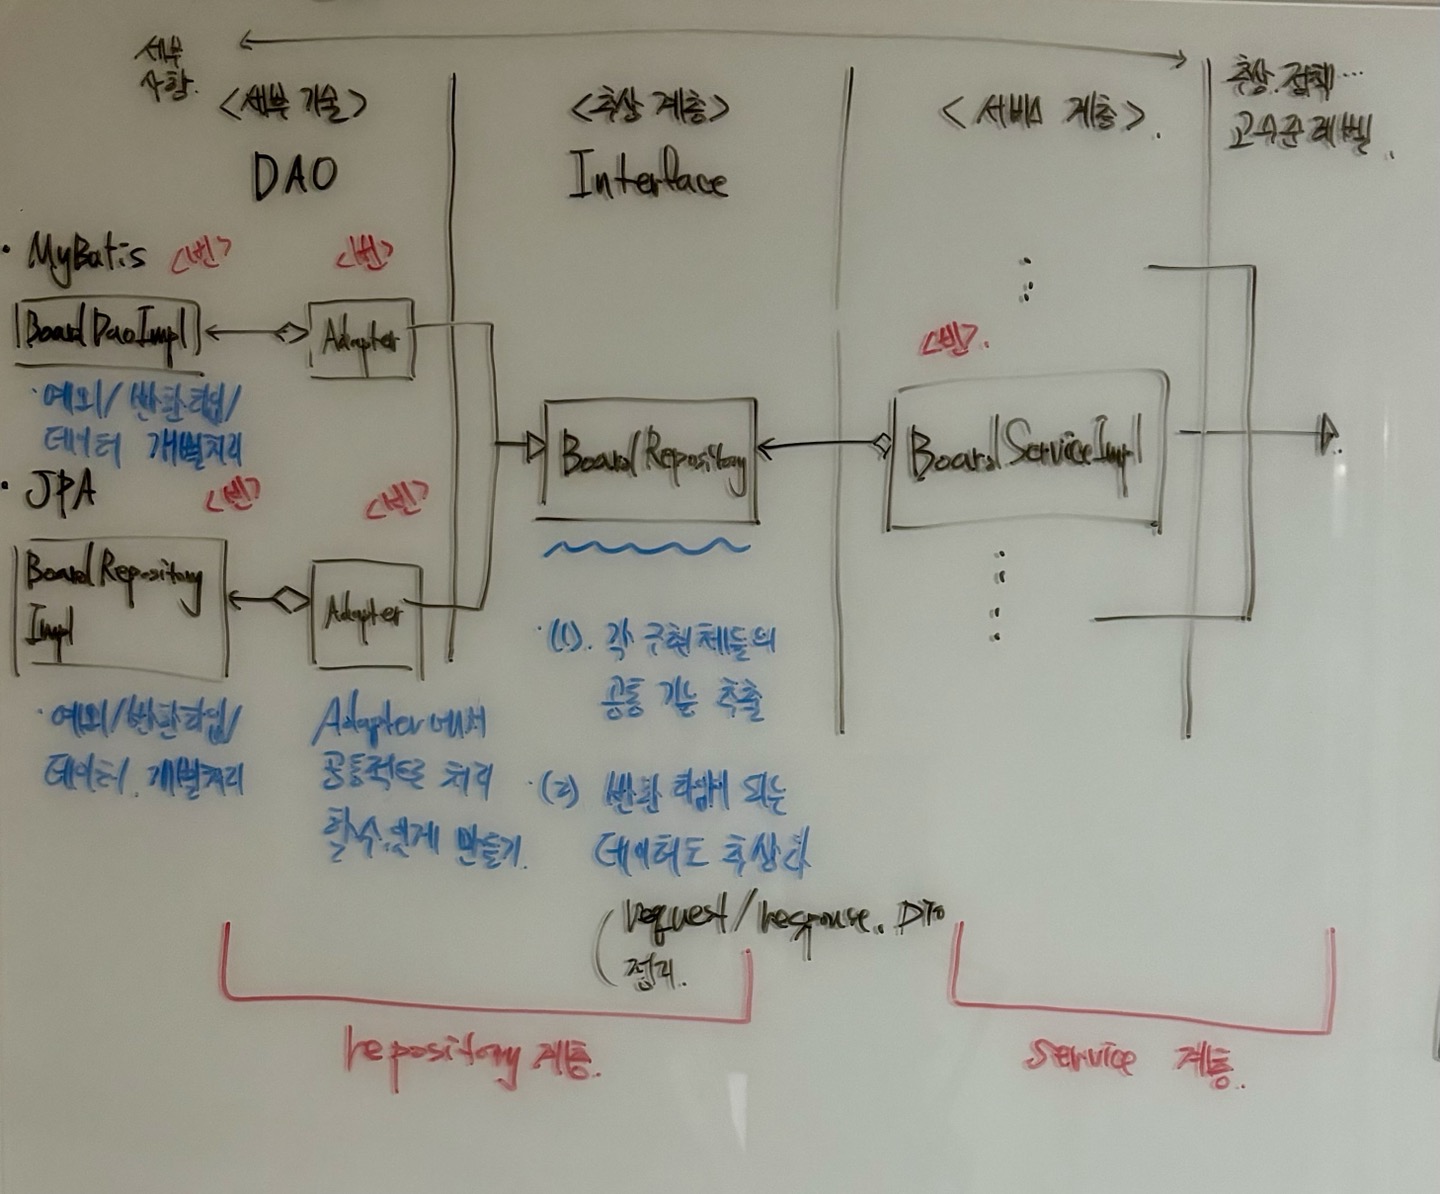 세부
사항.
<세부 기술>
DAO
<추상 계층>
Interface
<서비스 계층>.
추상.정책…
고수준 레벨.
· MyBatis <빈>
<빈>
BoardDaoImpl
Adapter
· 예외/반환타입/
데이터 개별처리
· JPA <빈>
<빈>
BoardRepository
Impl
Adapter
· 예외/반환타입/
데이터. 개별처리
Adapter에서
공통적으로 처리
할 수 있게 만들기.
BoardRepository
· (1). 각 구현체들의
공통 기능 추출
· (2) 반환 타입이 되는
데이터도 추상화
(request/response. DTO
정리.
<빈>.
BoardServiceImpl
repository 계층.
service 계층.